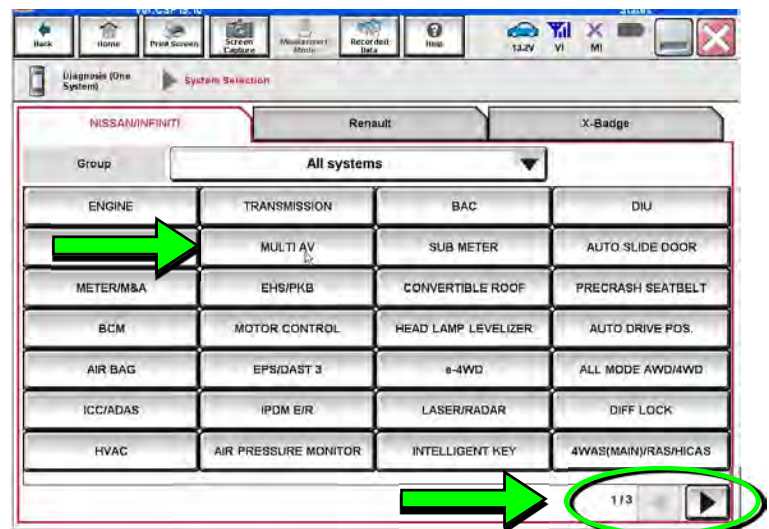 Back
Home
Print Screen
Screen Capture
Measurement Mode
Recorded Data
Help
13.2V
VI
MI
Diagnosis (One System)
System Selection
NISSAN/INFINITI
Renault
X-Badge
Group
All systems
ENGINE
TRANSMISSION
BAC
DIU
MULTI AV
SUB METER
AUTO SLIDE DOOR
METER/M&A
EHS/PKB
CONVERTIBLE ROOF
PRECRASH SEATBELT
BCM
MOTOR CONTROL
HEAD LAMP LEVELIZER
AUTO DRIVE POS.
AIR BAG
EPS/DAST 3
e-4WD
ALL MODE AWD/4WD
ICC/ADAS
IPDM E/R
LASER/RADAR
DIFF LOCK
HVAC
AIR PRESSURE MONITOR
INTELLIGENT KEY
4WAS(MAIN)/RAS/HICAS
1/3